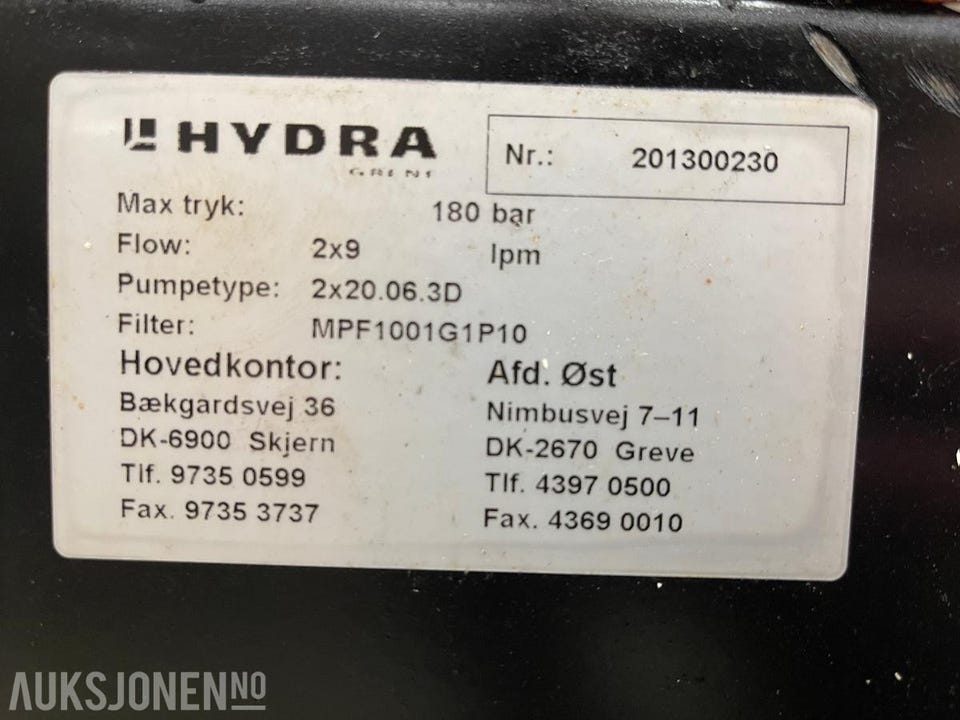 HYDRA
GRENE
Nr.: 201300230
Max tryk: 180 bar
Flow: 2x9 lpm
Pumpetype: 2x20.06.3D
Filter: MPF1001G1P10
Hovedkontor:
Bækgardsvej 36
DK-6900 Skjern
Tlf. 9735 0599
Fax. 9735 3737
Afd. Øst
Nimbusvej 7–11
DK-2670 Greve
Tlf. 4397 0500
Fax. 4369 0010
AUKSJONEN.NO